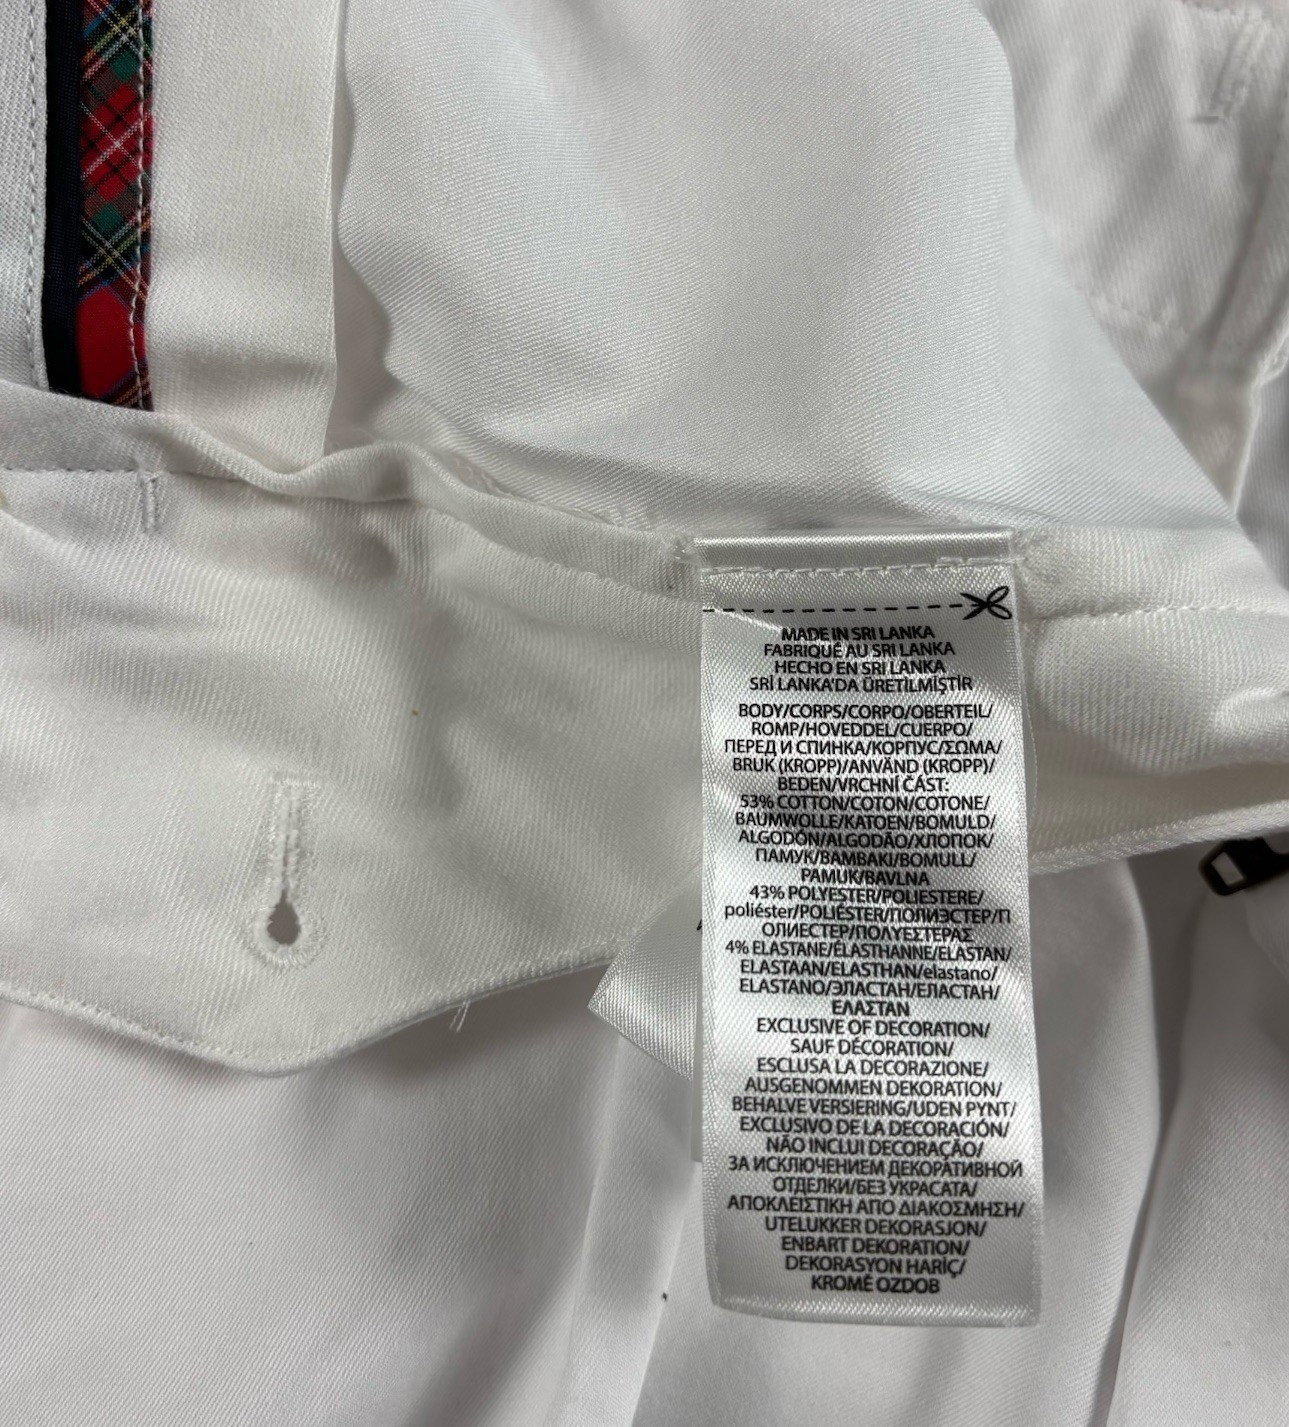 MADE IN SRI LANKA
FABRIQUÉ AU SRI LANKA
HECHO EN SRI LANKA
SRİ LANKA'DA ÜRETİLMİŞTİR
BODY/CORPS/CORPO/OBERTEIL/
ROMP/HOVEDDEL/CUERPO/
ПЕРЕД И СПИНКА/КОРПУС/ΣΩΜΑ/
BRUK (KROPP)/ANVÄND (KROPP)/
BEDEN/VRCHNÍ ČÁST:
53% COTTON/COTON/COTONE/
BAUMWOLLE/KATOEN/BOMULD/
ALGODÓN/ALGODÃO/ХЛОПОК/
ПАМУК/ΒΑΜΒΑΚΙ/BOMULL/
PAMUK/BAVLNA
43% POLYESTER/POLIESTERE/
poliéster/POLIÉSTER/ПОЛИЭСТЕР/П
ОЛИЕСТЕР/ΠΟΛΥΕΣΤΕΡΑΣ
4% ELASTANE/ÉLASTHANNE/ELASTAN/
ELASTAAN/ELASTHAN/elastano/
ELASTANO/ЭЛАСТАН/ЕЛАСТАН/
ΕΛΑΣΤΑΝ
EXCLUSIVE OF DECORATION/
SAUF DÉCORATION/
ESCLUSA LA DECORAZIONE/
AUSGENOMMEN DEKORATION/
BEHALVE VERSIERING/UDEN PYNT/
EXCLUSIVO DE LA DECORACIÓN/
NÃO INCLUI DECORAÇÃO/
ЗА ИСКЛЮЧЕНИЕМ ДЕКОРАТИВНОЙ
ОТДЕЛКИ/БЕЗ УКРАСАТА/
ΑΠΟΚΛΕΙΣΤΙΚΗ ΑΠΟ ΔΙΑΚΟΣΜΗΣΗ/
UTELUKKER DEKORASJON/
ENBART DEKORATION/
DEKORASYON HARİÇ/
KROMĚ OZDOB